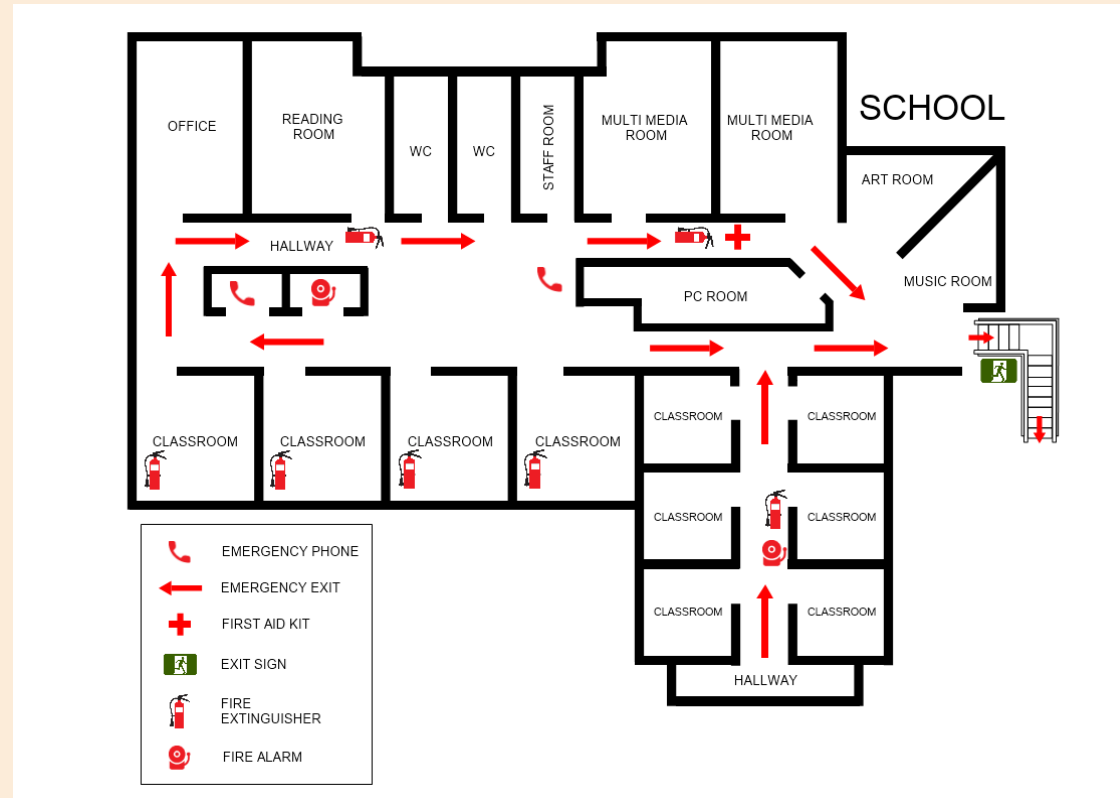 SCHOOL
OFFICE
READING
ROOM
WC
WC
STAFF ROOM
MULTI MEDIA
ROOM
MULTI MEDIA
ROOM
ART ROOM
HALLWAY
MUSIC ROOM
PC ROOM
CLASSROOM
CLASSROOM
CLASSROOM
CLASSROOM
CLASSROOM
CLASSROOM
CLASSROOM
CLASSROOM
CLASSROOM
CLASSROOM
HALLWAY
EMERGENCY PHONE
EMERGENCY EXIT
FIRST AID KIT
EXIT SIGN
FIRE
EXTINGUISHER
FIRE ALARM